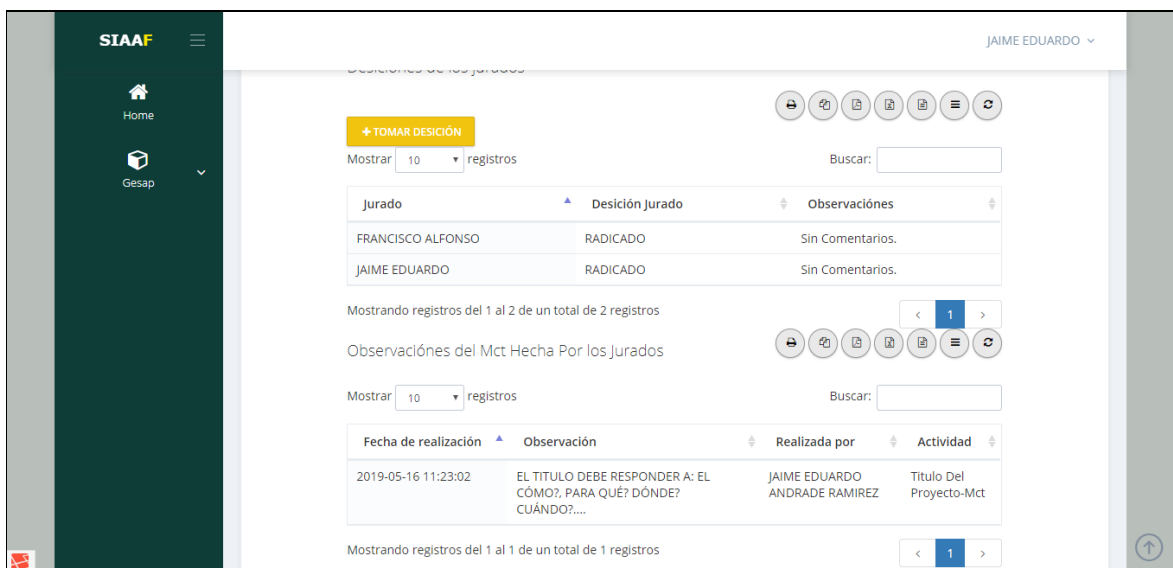 SIAAF
JAIME EDUARDO
Home
Gesap
Desiciones de los jurados
+ TOMAR DESICIÓN
Mostrar 10 registros
Buscar:
Jurado Desición Jurado Observaciónes
FRANCISCO ALFONSO RADICADO Sin Comentarios.
JAIME EDUARDO RADICADO Sin Comentarios.
Mostrando registros del 1 al 2 de un total de 2 registros
< 1 >
Observaciónes del Mct Hecha Por los Jurados
Mostrar 10 registros
Buscar:
Fecha de realización Observación Realizada por Actividad
2019-05-16 11:23:02 EL TITULO DEBE RESPONDER A: EL JAIME EDUARDO Titulo Del
CÓMO?, PARA QUÉ? DÓNDE? ANDRADE RAMIREZ Proyecto-Mct
CUÁNDO?....
Mostrando registros del 1 al 1 de un total de 1 registros
< 1 >